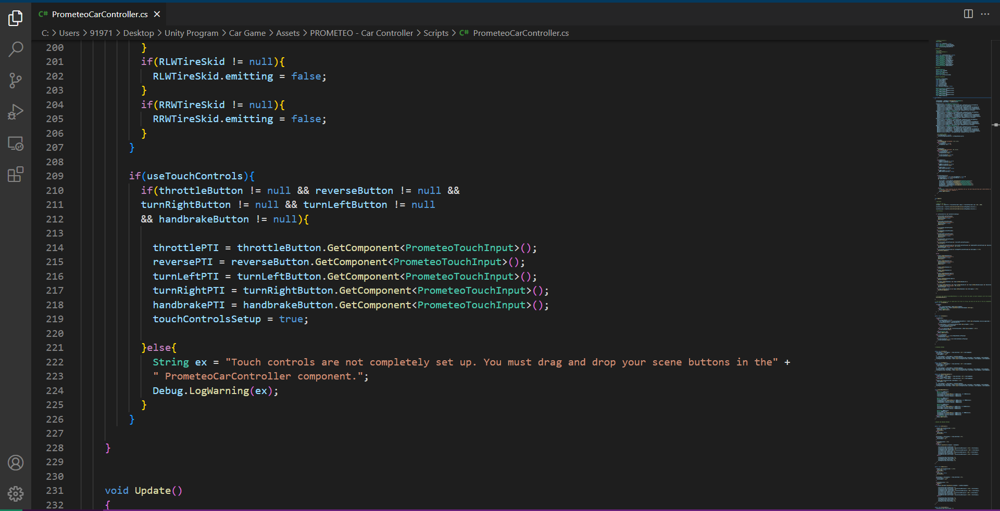 C# PrometeoCarController.cs
C: > Users > 91971 > Desktop > Unity Program > Car Game > Assets > PROMETEO - Car Controller > Scripts > C# PrometeoCarController.cs
200 }
201 if(RLWTireSkid != null){
202 RLWTireSkid.emitting = false;
203 }
204 if(RRWTireSkid != null){
205 RRWTireSkid.emitting = false;
206 }
207 }
208
209 if(useTouchControls){
210 if(throttleButton != null && reverseButton != null &&
211 turnRightButton != null && turnLeftButton != null
212 && handbrakeButton != null){
213
214 throttlePTI = throttleButton.GetComponent<PrometeoTouchInput>();
215 reversePTI = reverseButton.GetComponent<PrometeoTouchInput>();
216 turnLeftPTI = turnLeftButton.GetComponent<PrometeoTouchInput>();
217 turnRightPTI = turnRightButton.GetComponent<PrometeoTouchInput>();
218 handbrakePTI = handbrakeButton.GetComponent<PrometeoTouchInput>();
219 touchControlsSetup = true;
220
221 }else{
222 String ex = "Touch controls are not completely set up. You must drag and drop your scene buttons in the" +
223 " PrometeoCarController component.";
224 Debug.LogWarning(ex);
225 }
226 }
227
228 }
229
230
231 void Update()
232 {